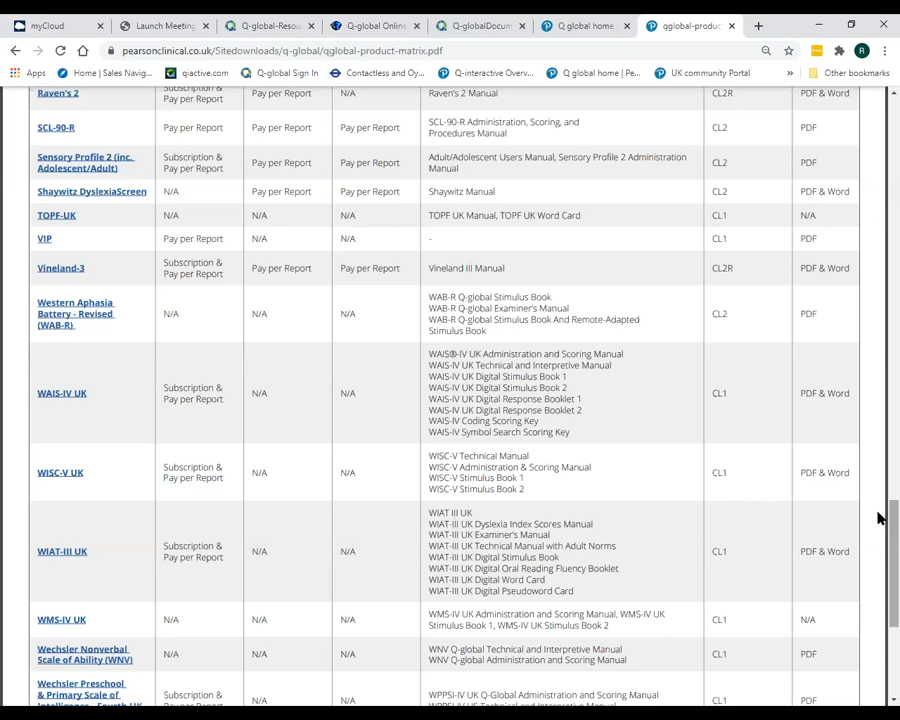 myCloud
Launch Meeting
Q-global-Resou
Q-global Online
Q-globalDocum
Q global home
qglobal-produc
pearsonclinical.co.uk/Sitedownloads/q-global/qglobal-product-matrix.pdf
R
Apps
Home | Sales Navig...
qiactive.com
Q-global Sign In
Contactless and Oy...
Q-interactive Overv...
Q global home | Pe...
UK community Portal
»
Other bookmarks
Raven's 2
Subscription &
Pay per Report
Pay per Report
N/A
Raven's 2 Manual
CL2R
PDF & Word
SCL-90-R
Pay per Report
Pay per Report
Pay per Report
SCL-90-R Administration, Scoring, and
Procedures Manual
CL2
PDF
Sensory Profile 2 (inc.
Adolescent/Adult)
Subscription &
Pay per Report
Pay per Report
Pay per Report
Adult/Adolescent Users Manual, Sensory Profile 2 Administration
Manual
CL2
PDF
Shaywitz DyslexiaScreen
N/A
Pay per Report
Pay per Report
Shaywitz Manual
CL2
PDF & Word
TOPF-UK
N/A
N/A
N/A
TOPF UK Manual, TOPF UK Word Card
CL1
N/A
VIP
Pay per Report
N/A
N/A
-
CL1
PDF
Vineland-3
Subscription &
Pay per Report
Pay per Report
Pay per Report
Vineland III Manual
CL2R
PDF & Word
Western Aphasia
Battery - Revised
(WAB-R)
N/A
N/A
N/A
WAB-R Q-global Stimulus Book
WAB-R Q-global Examiner's Manual
WAB-R Q-global Stimulus Book And Remote-Adapted
Stimulus Book
CL2
PDF
WAIS-IV UK
Subscription &
Pay per Report
N/A
N/A
WAIS®-IV UK Administration and Scoring Manual
WAIS-IV UK Technical and Interpretive Manual
WAIS-IV UK Digital Stimulus Book 1
WAIS-IV UK Digital Stimulus Book 2
WAIS-IV UK Digital Response Booklet 1
WAIS-IV UK Digital Response Booklet 2
WAIS-IV Coding Scoring Key
WAIS-IV Symbol Search Scoring Key
CL1
PDF & Word
WISC-V UK
Subscription &
Pay per Report
N/A
N/A
WISC-V Technical Manual
WISC-V Administration & Scoring Manual
WISC-V Stimulus Book 1
WISC-V Stimulus Book 2
CL1
PDF & Word
WIAT-III UK
Subscription &
Pay per Report
N/A
N/A
WIAT III UK
WIAT-III UK Dyslexia Index Scores Manual
WIAT-III UK Examiner's Manual
WIAT-III UK Technical Manual with Adult Norms
WIAT-III UK Digital Stimulus Book
WIAT-III UK Digital Oral Reading Fluency Booklet
WIAT-III UK Digital Word Card
WIAT-III UK Digital Pseudoword Card
CL1
PDF & Word
WMS-IV UK
N/A
N/A
N/A
WMS-IV UK Administration and Scoring Manual, WMS-IV UK
Stimulus Book 1, WMS-IV UK Stimulus Book 2
CL1
N/A
Wechsler Nonverbal
Scale of Ability (WNV)
N/A
N/A
N/A
WNV Q-global Technical and Interpretive Manual
WNV Q-global Administration and Scoring Manual
CL1
PDF
Wechsler Preschool
& Primary Scale of
Intelligence - Fourth UK
Subscription &
Pay per Report
N/A
N/A
WPPSI-IV UK Q-Global Administration and Scoring Manual
WPPSI-IV UK Technical and Interpretive Manual
CL1
PDF